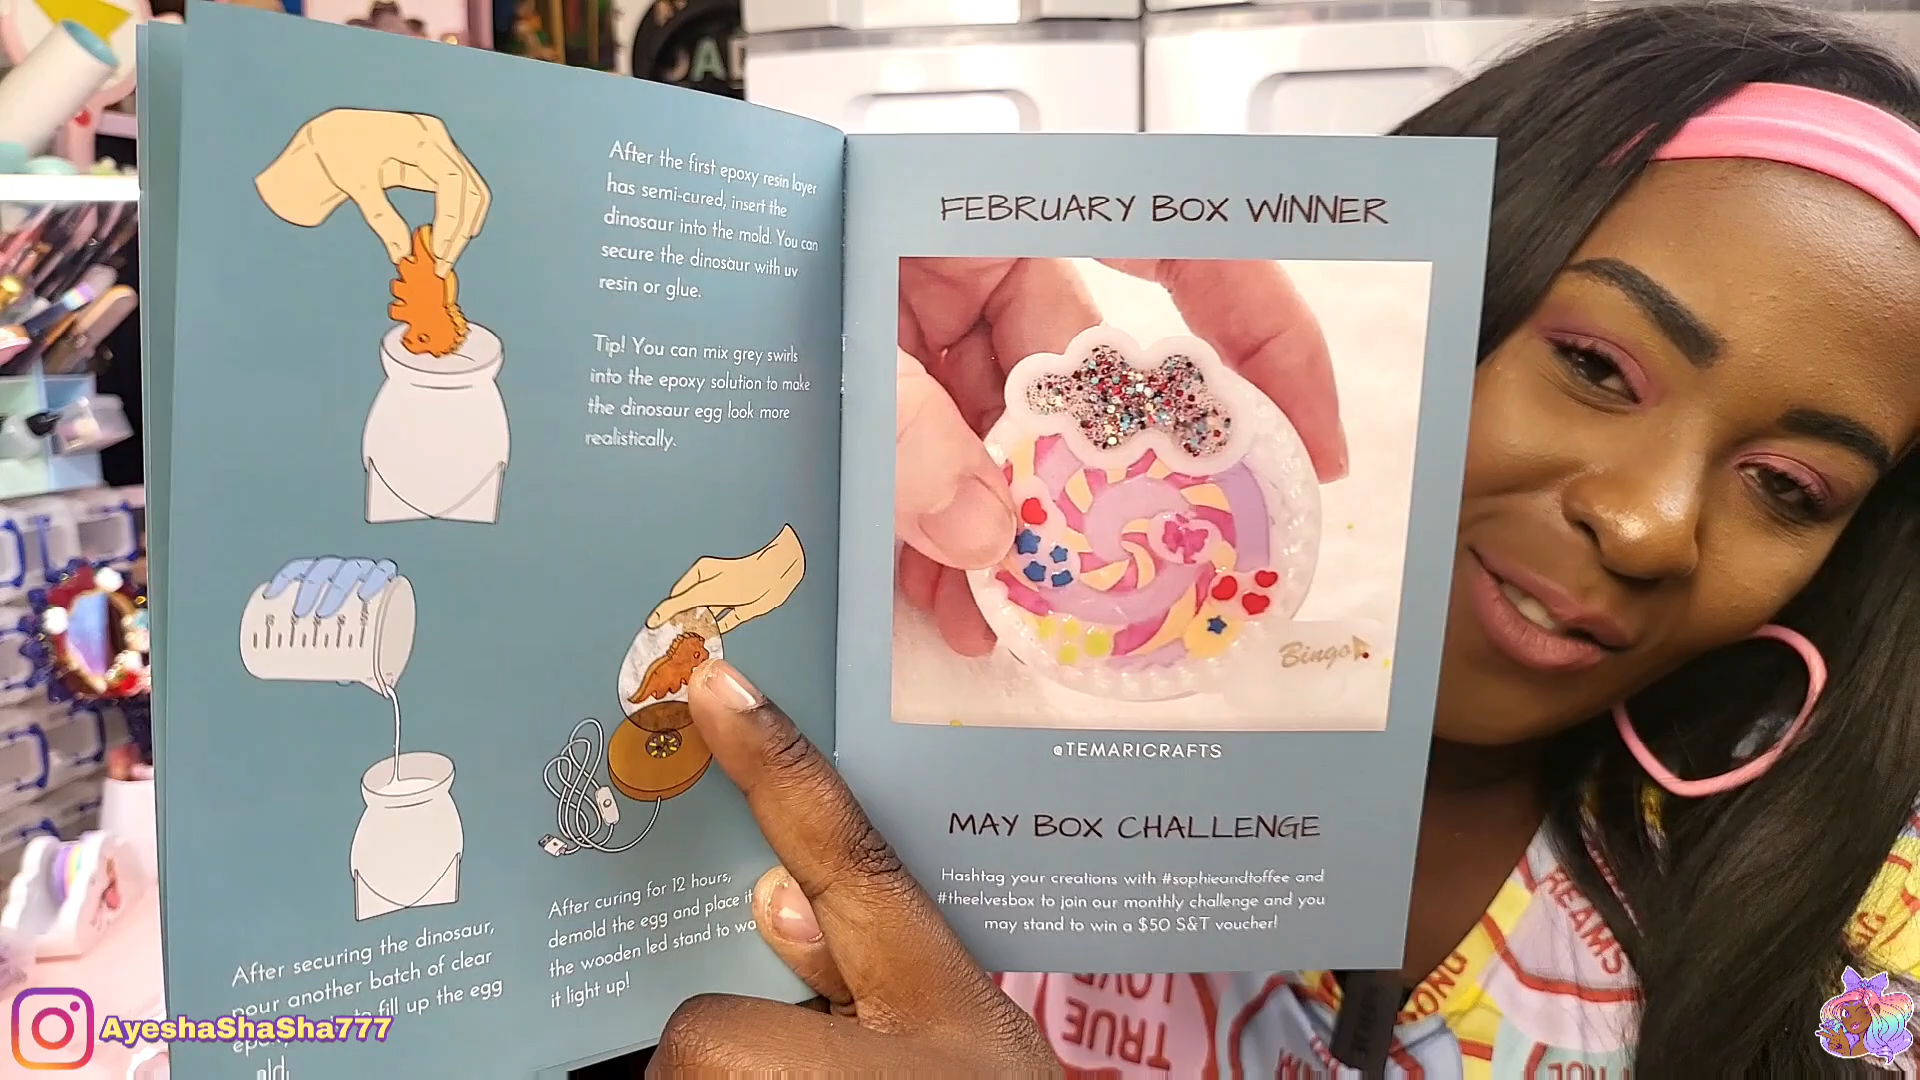 After the first epoxy resin layer
has semi-cured, insert the
dinosaur into the mold. You can
secure the dinosaur with uv
resin or glue.
Tip! You can mix grey swirls
into the epoxy solution to make
the dinosaur egg look more
realistically.
After securing the dinosaur,
pour another batch of clear
fill up the egg
After curing for 12 hours,
demold the egg and place it
the wooden led stand to
it light up!
FEBRUARY BOX WINNER
Bingo
@TEMARICRAFTS
MAY BOX CHALLENGE
Hashtag your creations with #sophieandtoffee and
#theelvesbox to join our monthly challenge and you
may stand to win a $50 S&T voucher!
AyeshaShaSha777
TRUE
LOVE